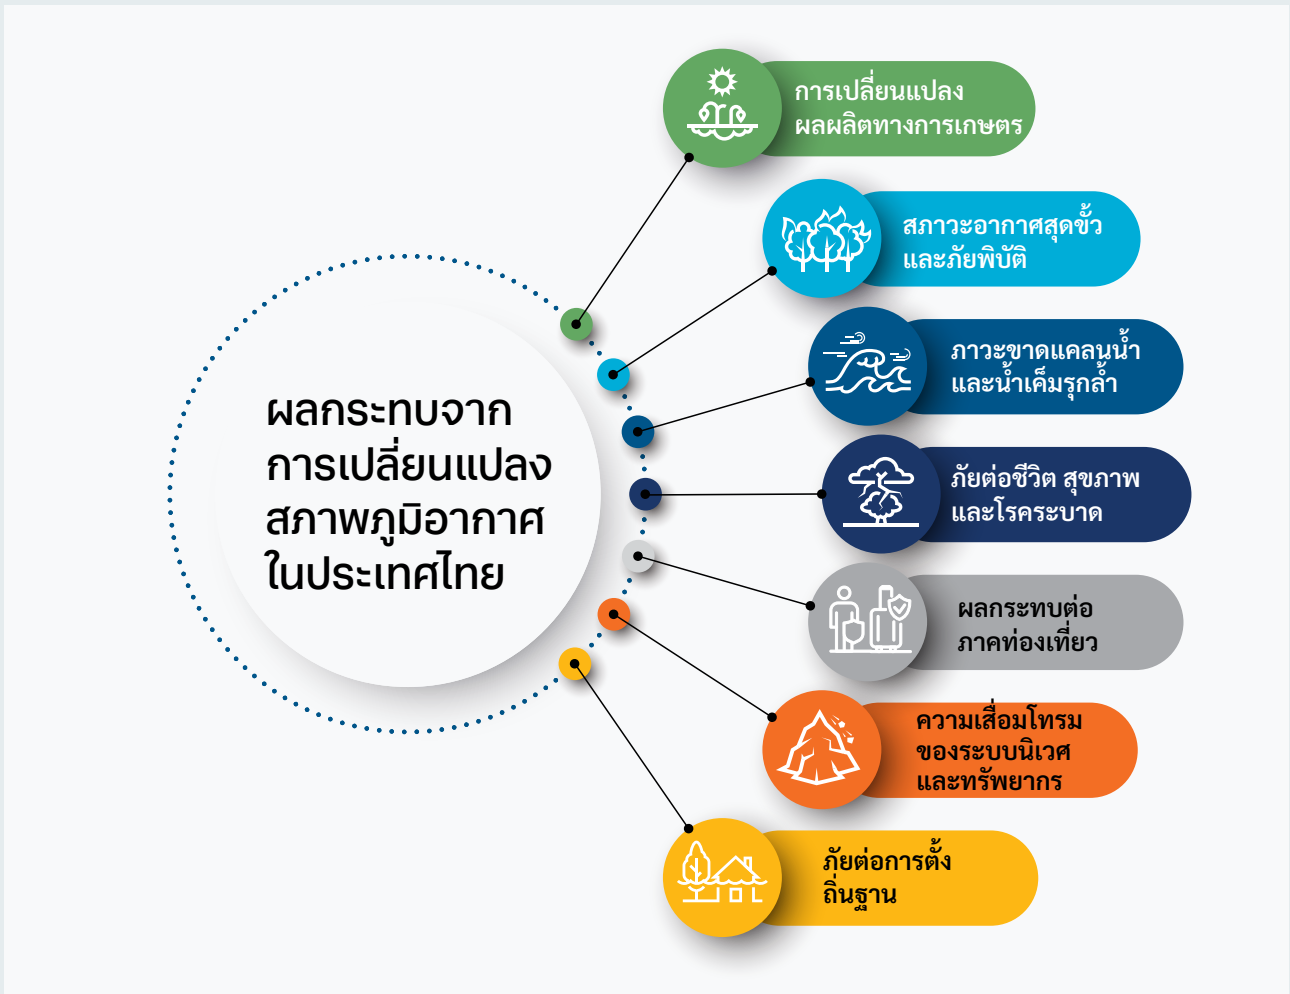 ผลกระทบจาก
การเปลี่ยนแปลง
สภาพภูมิอากาศ
ในประเทศไทย
การเปลี่ยนแปลง
ผลผลิตทางการเกษตร
สภาวะอากาศสุดขั้ว
และภัยพิบัติ
ภาวะขาดแคลนน้ำ
และน้ำเค็มรุกล้ำ
ภัยต่อชีวิต สุขภาพ
และโรคระบาด
ผลกระทบต่อ
ภาคท่องเที่ยว
ความเสื่อมโทรม
ของระบบนิเวศ
และทรัพยากร
ภัยต่อการตั้ง
ถิ่นฐาน